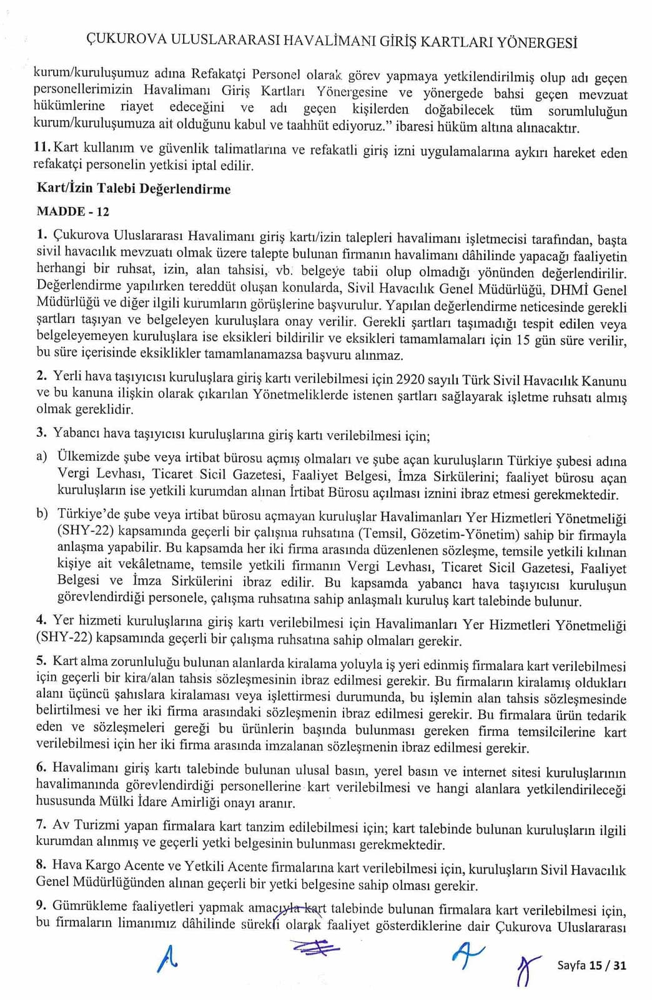 ÇUKUROVA ULUSLARARASI HAVALİMANI GİRİŞ KARTLARI YÖNERGESİ
kurum/kuruluşumuz adına Refakatçi Personel olarak görev yapmaya yetkilendirilmiş olup adı geçen
personellerimizin Havalimanı Giriş Kartları Yönergesine ve yönergede bahsi geçen mevzuat
hükümlerine riayet edeceğini ve adı geçen kişilerden doğabilecek tüm sorumluluğun
kurum/kuruluşumuza ait olduğunu kabul ve taahhüt ediyoruz.” ibaresi hüküm altına alınacaktır.
11. Kart kullanım ve güvenlik talimatlarına ve refakatli giriş izni uygulamalarına aykırı hareket eden
refakatçi personelin yetkisi iptal edilir.
Kart/İzin Talebi Değerlendirme
MADDE - 12
1. Çukurova Uluslararası Havalimanı giriş kartı/izin talepleri havalimanı işletmecisi tarafından, başta
sivil havacılık mevzuatı olmak üzere talepte bulunan firmanın havalimanı dâhilinde yapacağı faaliyetin
herhangi bir ruhsat, izin, alan tahsisi, vb. belgeye tabii olup olmadığı yönünden değerlendirilir.
Değerlendirme yapılırken tereddüt oluşan konularda, Sivil Havacılık Genel Müdürlüğü, DHMİ Genel
Müdürlüğü ve diğer ilgili kurumların görüşlerine başvurulur. Yapılan değerlendirme neticesinde gerekli
şartları taşıyan ve belgeleyen kuruluşlara onay verilir. Gerekli şartları taşımadığı tespit edilen veya
belgeleyemeyen kuruluşlara ise eksikleri bildirilir ve eksikleri tamamlamaları için 15 gün süre verilir,
bu süre içerisinde eksiklikler tamamlanamazsa başvuru alınmaz.
2. Yerli hava taşıyıcısı kuruluşlara giriş kartı verilebilmesi için 2920 sayılı Türk Sivil Havacılık Kanunu
ve bu kanuna ilişkin olarak çıkarılan Yönetmeliklerde istenen şartları sağlayarak işletme ruhsatı almış
olmak gereklidir.
3. Yabancı hava taşıyıcısı kuruluşlarına giriş kartı verilebilmesi için;
a) Ülkemizde şube veya irtibat bürosu açmış olmaları ve şube açan kuruluşların Türkiye şubesi adına
Vergi Levhası, Ticaret Sicil Gazetesi, Faaliyet Belgesi, İmza Sirkülerini; faaliyet bürosu açan
kuruluşların ise yetkili kurumdan alınan İrtibat Bürosu açılması iznini ibraz etmesi gerekmektedir.
b) Türkiye’de şube veya irtibat bürosu açmayan kuruluşlar Havalimanları Yer Hizmetleri Yönetmeliği
(SHY-22) kapsamında geçerli bir çalışma ruhsatına (Temsil, Gözetim-Yönetim) sahip bir firmayla
anlaşma yapabilir. Bu kapsamda her iki firma arasında düzenlenen sözleşme, temsile yetkili kılınan
kişiye ait vekâletname, temsile yetkili firmanın Vergi Levhası, Ticaret Sicil Gazetesi, Faaliyet
Belgesi ve İmza Sirkülerini ibraz edilir. Bu kapsamda yabancı hava taşıyıcısı kuruluşun
görevlendirdiği personele, çalışma ruhsatına sahip anlaşmalı kuruluş kart talebinde bulunur.
4. Yer hizmeti kuruluşlarına giriş kartı verilebilmesi için Havalimanları Yer Hizmetleri Yönetmeliği
(SHY-22) kapsamında geçerli bir çalışma ruhsatına sahip olmaları gerekir.
5. Kart alma zorunluluğu bulunan alanlarda kiralama yoluyla iş yeri edinmiş firmalara kart verilebilmesi
için geçerli bir kira/alan tahsis sözleşmesinin ibraz edilmesi gerekir. Bu firmaların kiralamış oldukları
alanı üçüncü şahıslara kiralaması veya işlettirmesi durumunda, bu işlemin alan tahsis sözleşmesinde
belirtilmesi ve her iki firma arasındaki sözleşmenin ibraz edilmesi gerekir. Bu firmalara ürün tedarik
eden ve sözleşmeleri gereği bu ürünlerin başında bulunması gereken firma temsilcilerine kart
verilebilmesi için her iki firma arasında imzalanan sözleşmenin ibraz edilmesi gerekir.
6. Havalimanı giriş kartı talebinde bulunan ulusal basın, yerel basın ve internet sitesi kuruluşlarının
havalimanında görevlendirdiği personellerine kart verilebilmesi ve hangi alanlara yetkilendirileceği
hususunda Mülki İdare Amirliği onayı aranır.
7. Av Turizmi yapan firmalara kart tanzim edilebilmesi için; kart talebinde bulunan kuruluşların ilgili
kurumdan alınmış ve geçerli yetki belgesinin bulunması gerekmektedir.
8. Hava Kargo Acente ve Yetkili Acente firmalarına kart verilebilmesi için, kuruluşların Sivil Havacılık
Genel Müdürlüğünden alınan geçerli bir yetki belgesine sahip olması gerekir.
9. Gümrükleme faaliyetleri yapmak amacıyla kart talebinde bulunan firmalara kart verilebilmesi için,
bu firmaların limanımız dâhilinde sürekli olarak faaliyet gösterdiklerine dair Çukurova Uluslararası
Sayfa 15 / 31